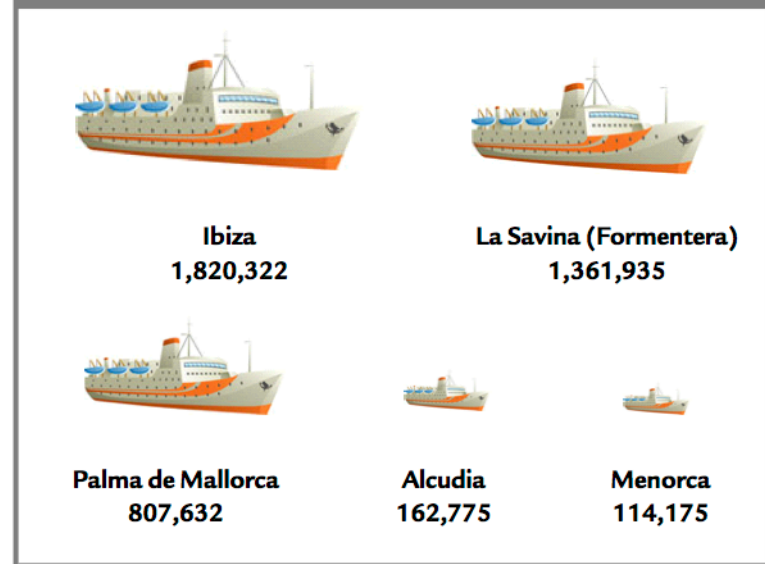 Ibiza
1,820,322
La Savina (Formentera)
1,361,935
Palma de Mallorca
807,632
Alcudia
162,775
Menorca
114,175